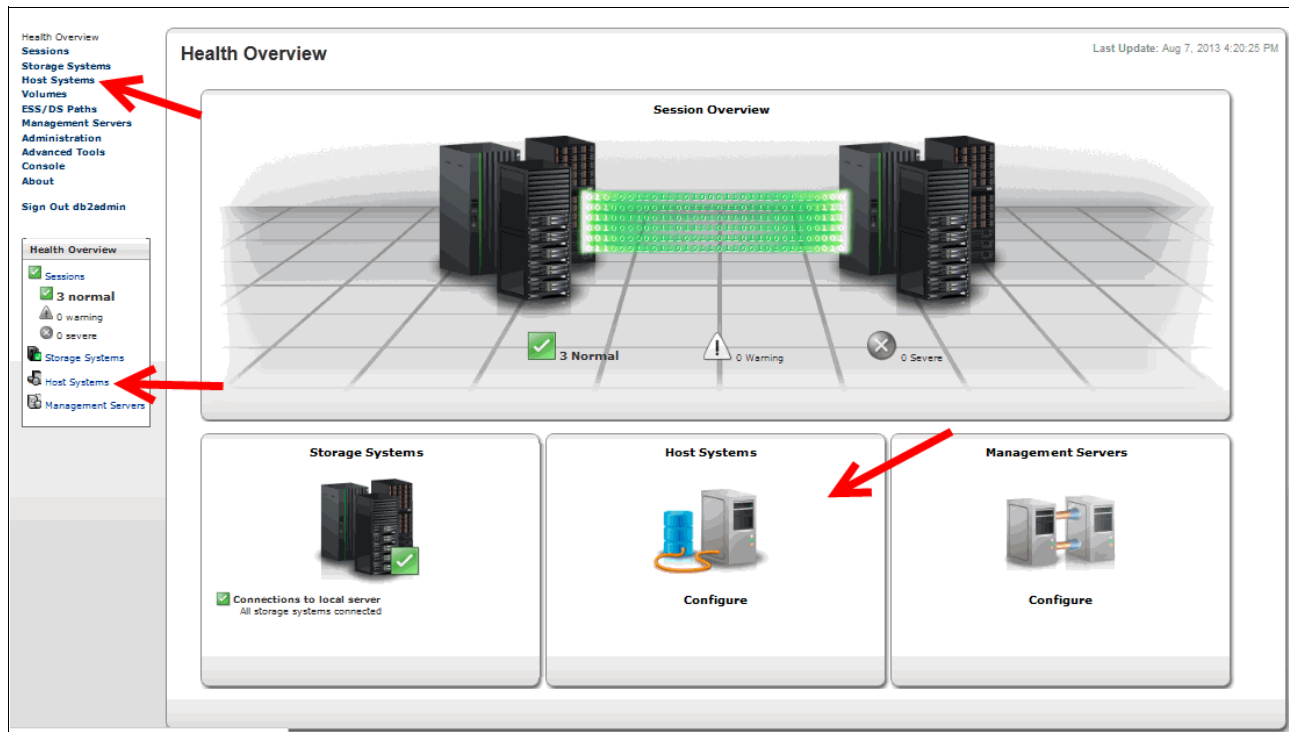 Health Overview
Sessions
Storage Systems
Host Systems
Volumes
ESS/DS Paths
Management Servers
Administration
Advanced Tools
Console
About
Sign Out db2admin
Health Overview
Sessions
3 normal
0 warning
0 severe
Storage Systems
Host Systems
Management Servers
Health Overview
Last Update: Aug 7, 2013 4:20:25 PM
Session Overview
3 Normal
0 Warning
0 Severe
Storage Systems
Connections to local server
All storage systems connected
Host Systems
Configure
Management Servers
Configure